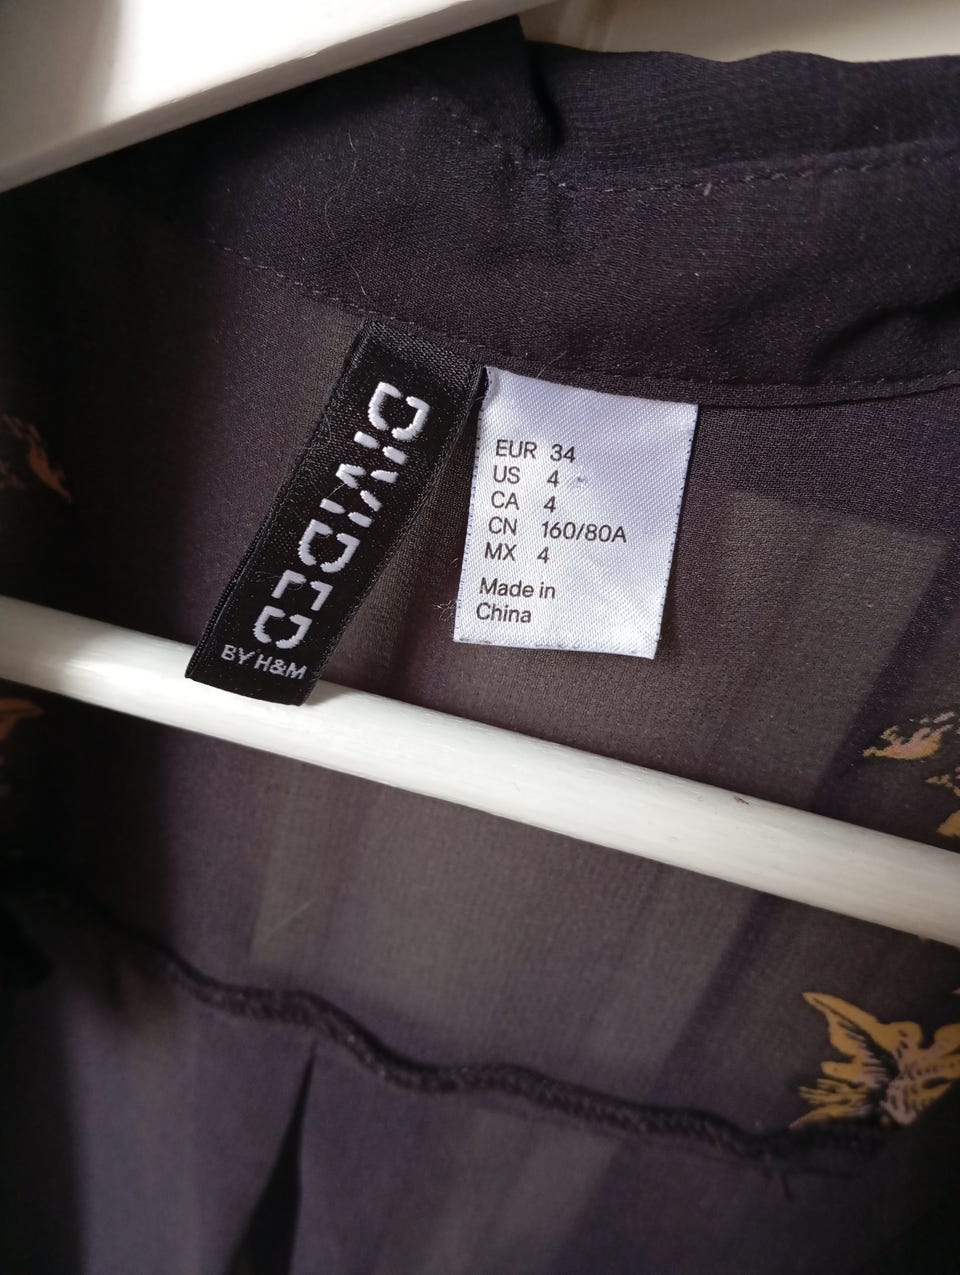 DIVIDED
BY H&M
EUR 34
US 4
CA 4
CN 160/80A
MX 4
Made in
China